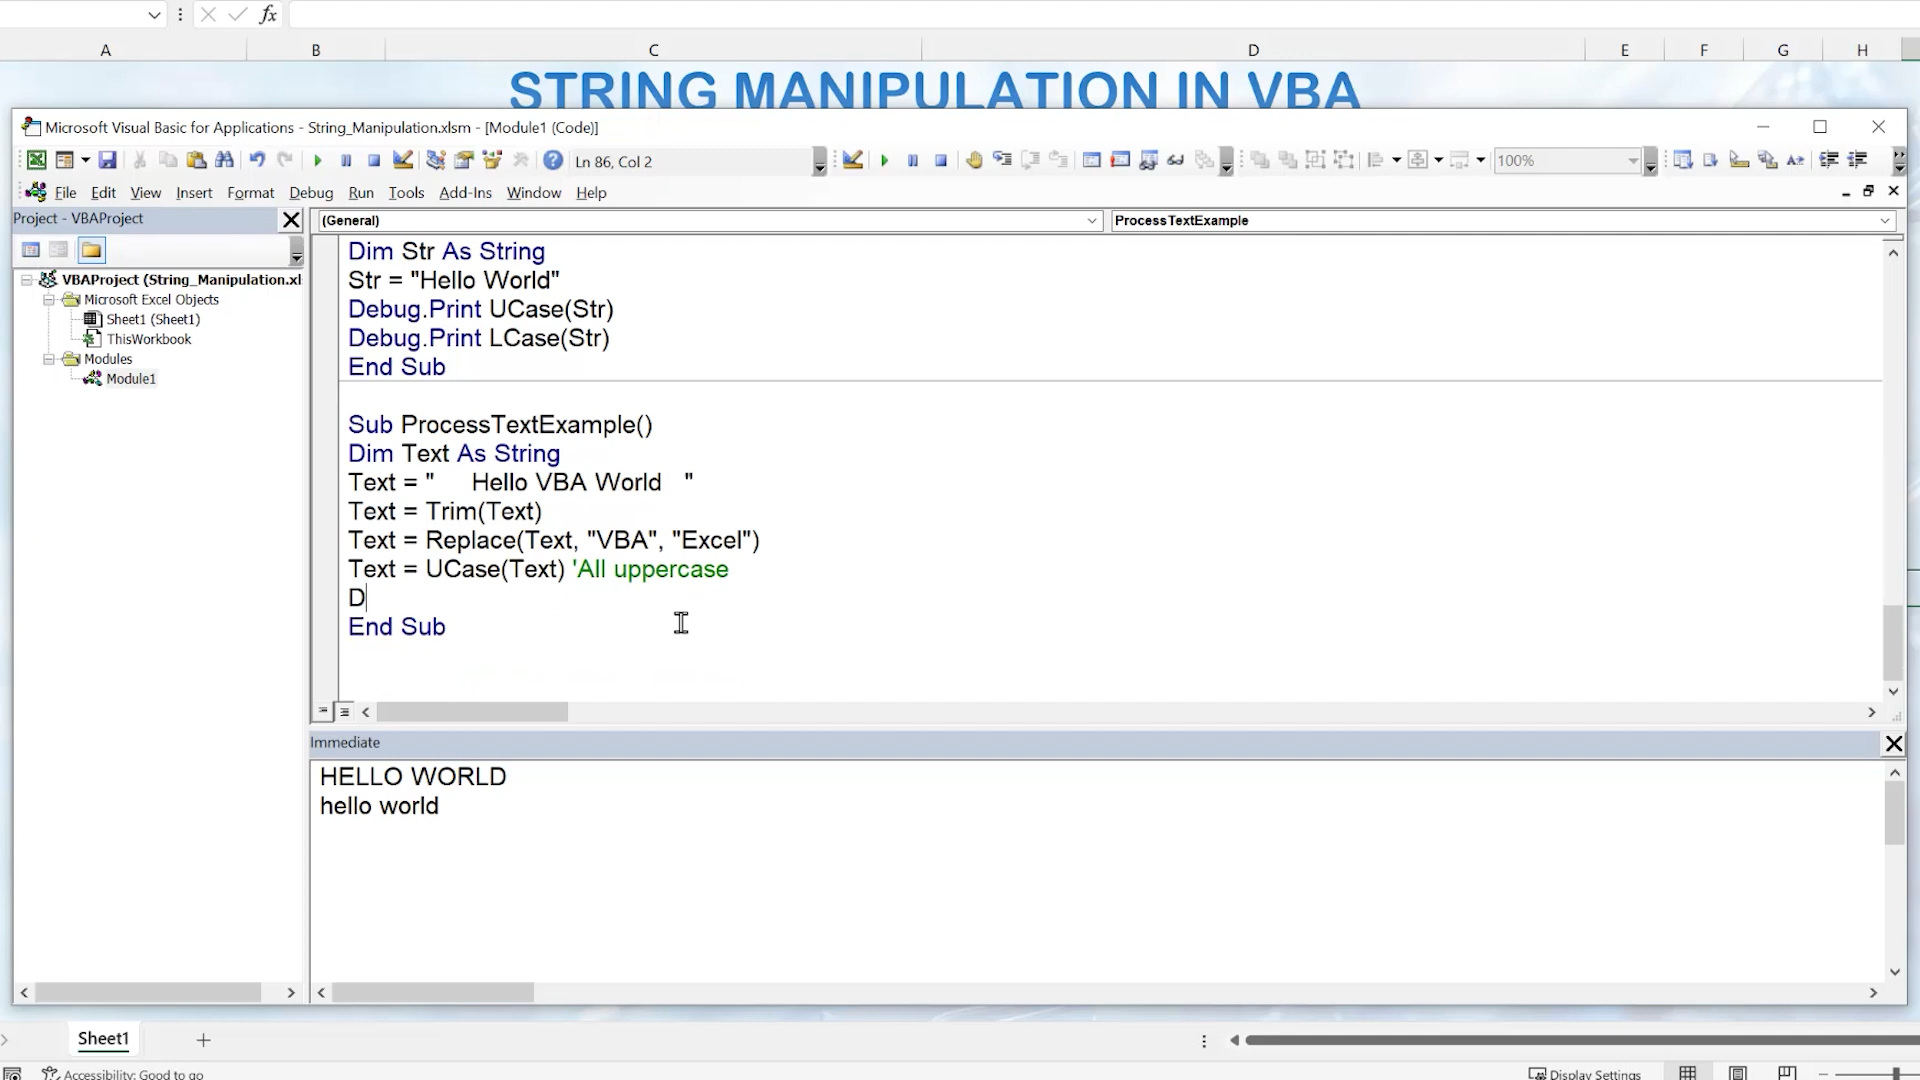 fx
A B C D E F G H
STRING MANIPULATION IN VBA
Microsoft Visual Basic for Applications - String_Manipulation.xlsm - [Module1 (Code)]
Ln 86, Col 2
100%
File Edit View Insert Format Debug Run Tools Add-Ins Window Help
Project - VBAProject
(General)
ProcessTextExample
VBAProject (String_Manipulation.xl
Microsoft Excel Objects
Sheet1 (Sheet1)
ThisWorkbook
Modules
Module1
Dim Str As String
Str = "Hello World"
Debug.Print UCase(Str)
Debug.Print LCase(Str)
End Sub
Sub ProcessTextExample()
Dim Text As String
Text = "     Hello VBA World   "
Text = Trim(Text)
Text = Replace(Text, "VBA", "Excel")
Text = UCase(Text) 'All uppercase
D
End Sub
Immediate
HELLO WORLD
hello world
Sheet1
Accessibility: Good to go
Display Settings